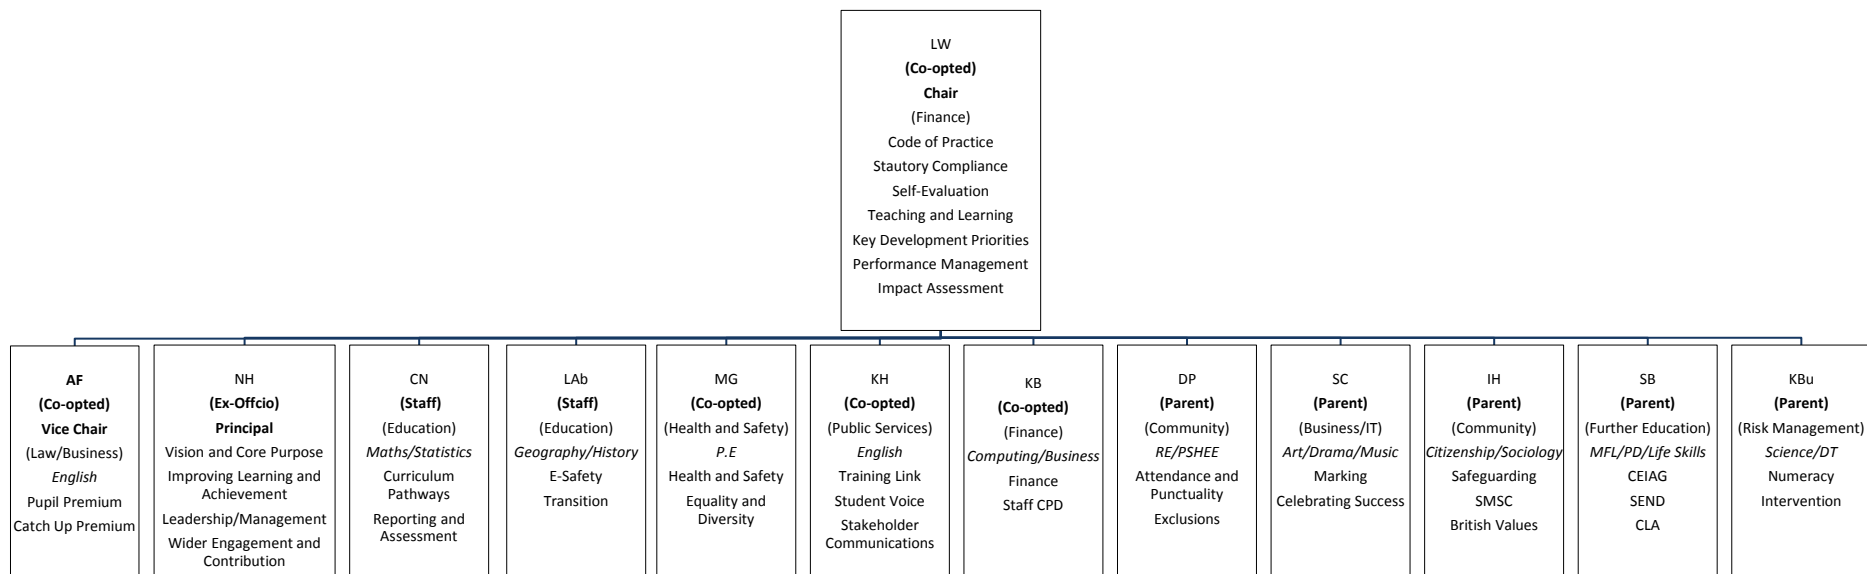 LW
(Co-opted)
Chair
(Finance)
Code of Practice
Stautory Compliance
Self-Evaluation
Teaching and Learning
Key Development Priorities
Performance Management
Impact Assessment
AF
(Co-opted)
Vice Chair
(Law/Business)
English
Pupil Premium
Catch Up Premium
NH
(Ex-Offcio)
Principal
Vision and Core Purpose
Improving Learning and
Achievement
Leadership/Management
Wider Engagement and
Contribution
CN
(Staff)
(Education)
Maths/Statistics
Curriculum
Pathways
Reporting and
Assessment
LAb
(Staff)
(Education)
Geography/History
E-Safety
Transition
MG
(Co-opted)
(Health and Safety)
P.E
Health and Safety
Equality and
Diversity
KH
(Co-opted)
(Public Services)
English
Training Link
Student Voice
Stakeholder
Communications
KB
(Co-opted)
(Finance)
Computing/Business
Finance
Staff CPD
DP
(Parent)
(Community)
RE/PSHEE
Attendance and
Punctuality
Exclusions
SC
(Parent)
(Business/IT)
Art/Drama/Music
Marking
Celebrating Success
IH
(Parent)
(Community)
Citizenship/Sociology
Safeguarding
SMSC
British Values
SB
(Parent)
(Further Education)
MFL/PD/Life Skills
CEIAG
SEND
CLA
KBu
(Parent)
(Risk Management)
Science/DT
Numeracy
Intervention